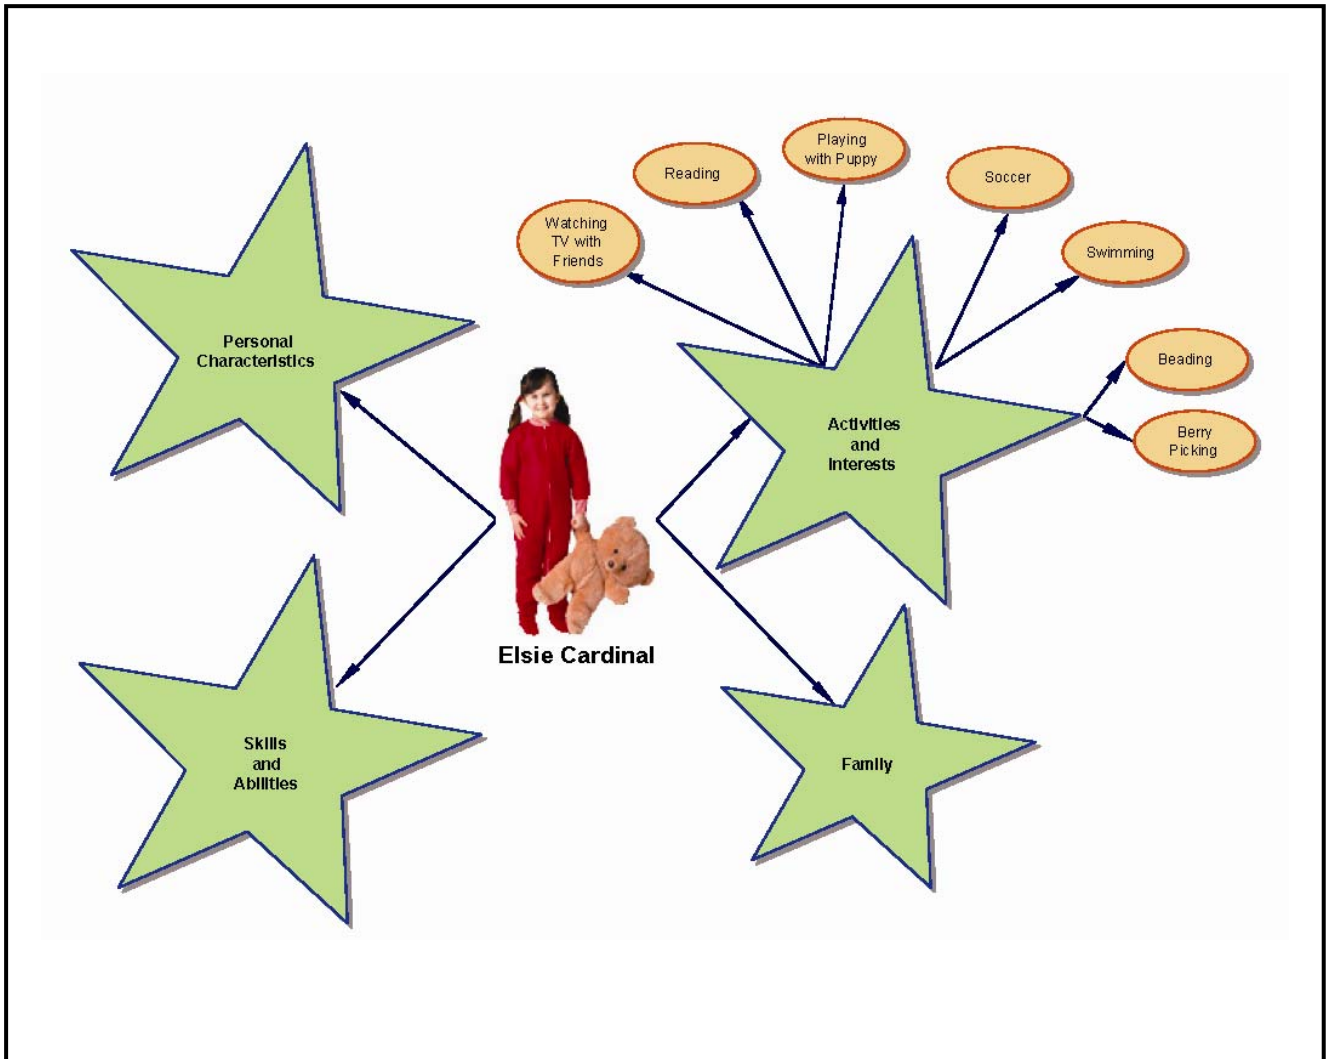 Playing
with Puppy
Reading
Soccer
Watching
TV with
Friends
Swimming
Personal
Characteristics
Beading
Activities
and
Interests
Berry
Picking
Elsie Cardinal
Skills
and
Abilities
Family